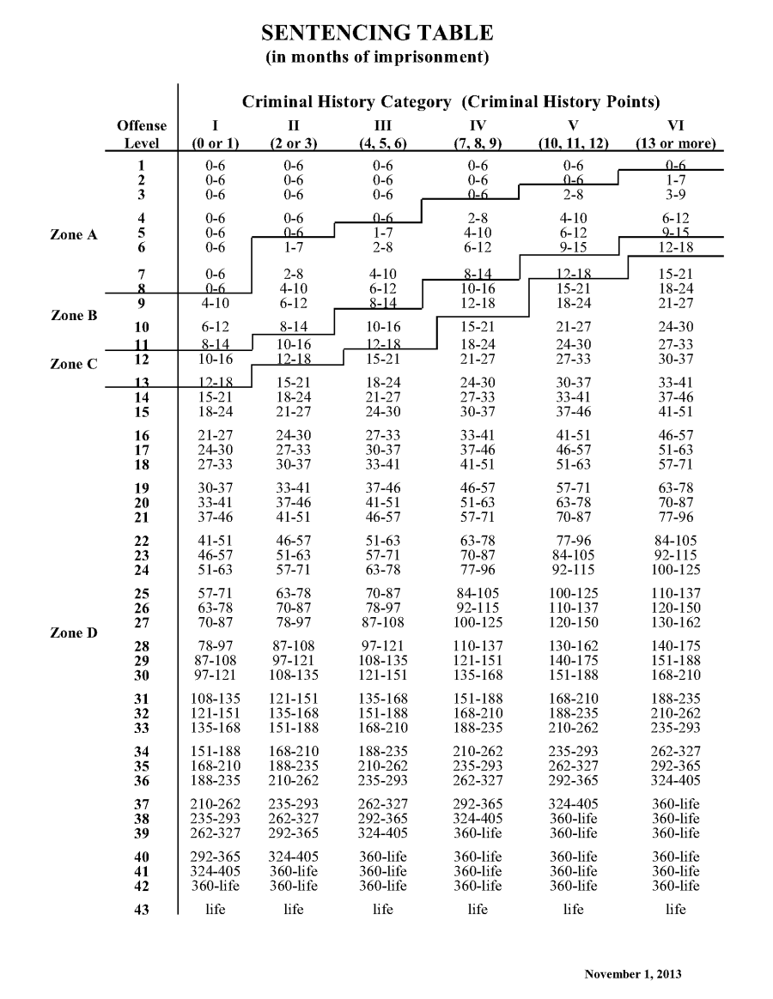 SENTENCING TABLE
(in months of imprisonment)
Criminal History Category (Criminal History Points)
Offense I II III IV V VI
Level (0 or 1) (2 or 3) (4, 5, 6) (7, 8, 9) (10, 11, 12) (13 or more)
1 0-6 0-6 0-6 0-6 0-6 0-6
2 0-6 0-6 0-6 0-6 0-6 1-7
3 0-6 0-6 0-6 0-6 2-8 3-9
4 0-6 0-6 0-6 2-8 4-10 6-12
Zone A 5 0-6 0-6 1-7 4-10 6-12 9-15
6 0-6 1-7 2-8 6-12 9-15 12-18
7 0-6 2-8 4-10 8-14 12-18 15-21
8 0-6 4-10 6-12 10-16 15-21 18-24
9 4-10 6-12 8-14 12-18 18-24 21-27
Zone B
10 6-12 8-14 10-16 15-21 21-27 24-30
11 8-14 10-16 12-18 18-24 24-30 27-33
Zone C 12 10-16 12-18 15-21 21-27 27-33 30-37
13 12-18 15-21 18-24 24-30 30-37 33-41
14 15-21 18-24 21-27 27-33 33-41 37-46
15 18-24 21-27 24-30 30-37 37-46 41-51
16 21-27 24-30 27-33 33-41 41-51 46-57
17 24-30 27-33 30-37 37-46 46-57 51-63
18 27-33 30-37 33-41 41-51 51-63 57-71
19 30-37 33-41 37-46 46-57 57-71 63-78
20 33-41 37-46 41-51 51-63 63-78 70-87
21 37-46 41-51 46-57 57-71 70-87 77-96
22 41-51 46-57 51-63 63-78 77-96 84-105
23 46-57 51-63 57-71 70-87 84-105 92-115
24 51-63 57-71 63-78 77-96 92-115 100-125
25 57-71 63-78 70-87 84-105 100-125 110-137
26 63-78 70-87 78-97 92-115 110-137 120-150
27 70-87 78-97 87-108 100-125 120-150 130-162
Zone D
28 78-97 87-108 97-121 110-137 130-162 140-175
29 87-108 97-121 108-135 121-151 140-175 151-188
30 97-121 108-135 121-151 135-168 151-188 168-210
31 108-135 121-151 135-168 151-188 168-210 188-235
32 121-151 135-168 151-188 168-210 188-235 210-262
33 135-168 151-188 168-210 188-235 210-262 235-293
34 151-188 168-210 188-235 210-262 235-293 262-327
35 168-210 188-235 210-262 235-293 262-327 292-365
36 188-235 210-262 235-293 262-327 292-365 324-405
37 210-262 235-293 262-327 292-365 324-405 360-life
38 235-293 262-327 292-365 324-405 360-life 360-life
39 262-327 292-365 324-405 360-life 360-life 360-life
40 292-365 324-405 360-life 360-life 360-life 360-life
41 324-405 360-life 360-life 360-life 360-life 360-life
42 360-life 360-life 360-life 360-life 360-life 360-life
43 life life life life life life
November 1, 2013